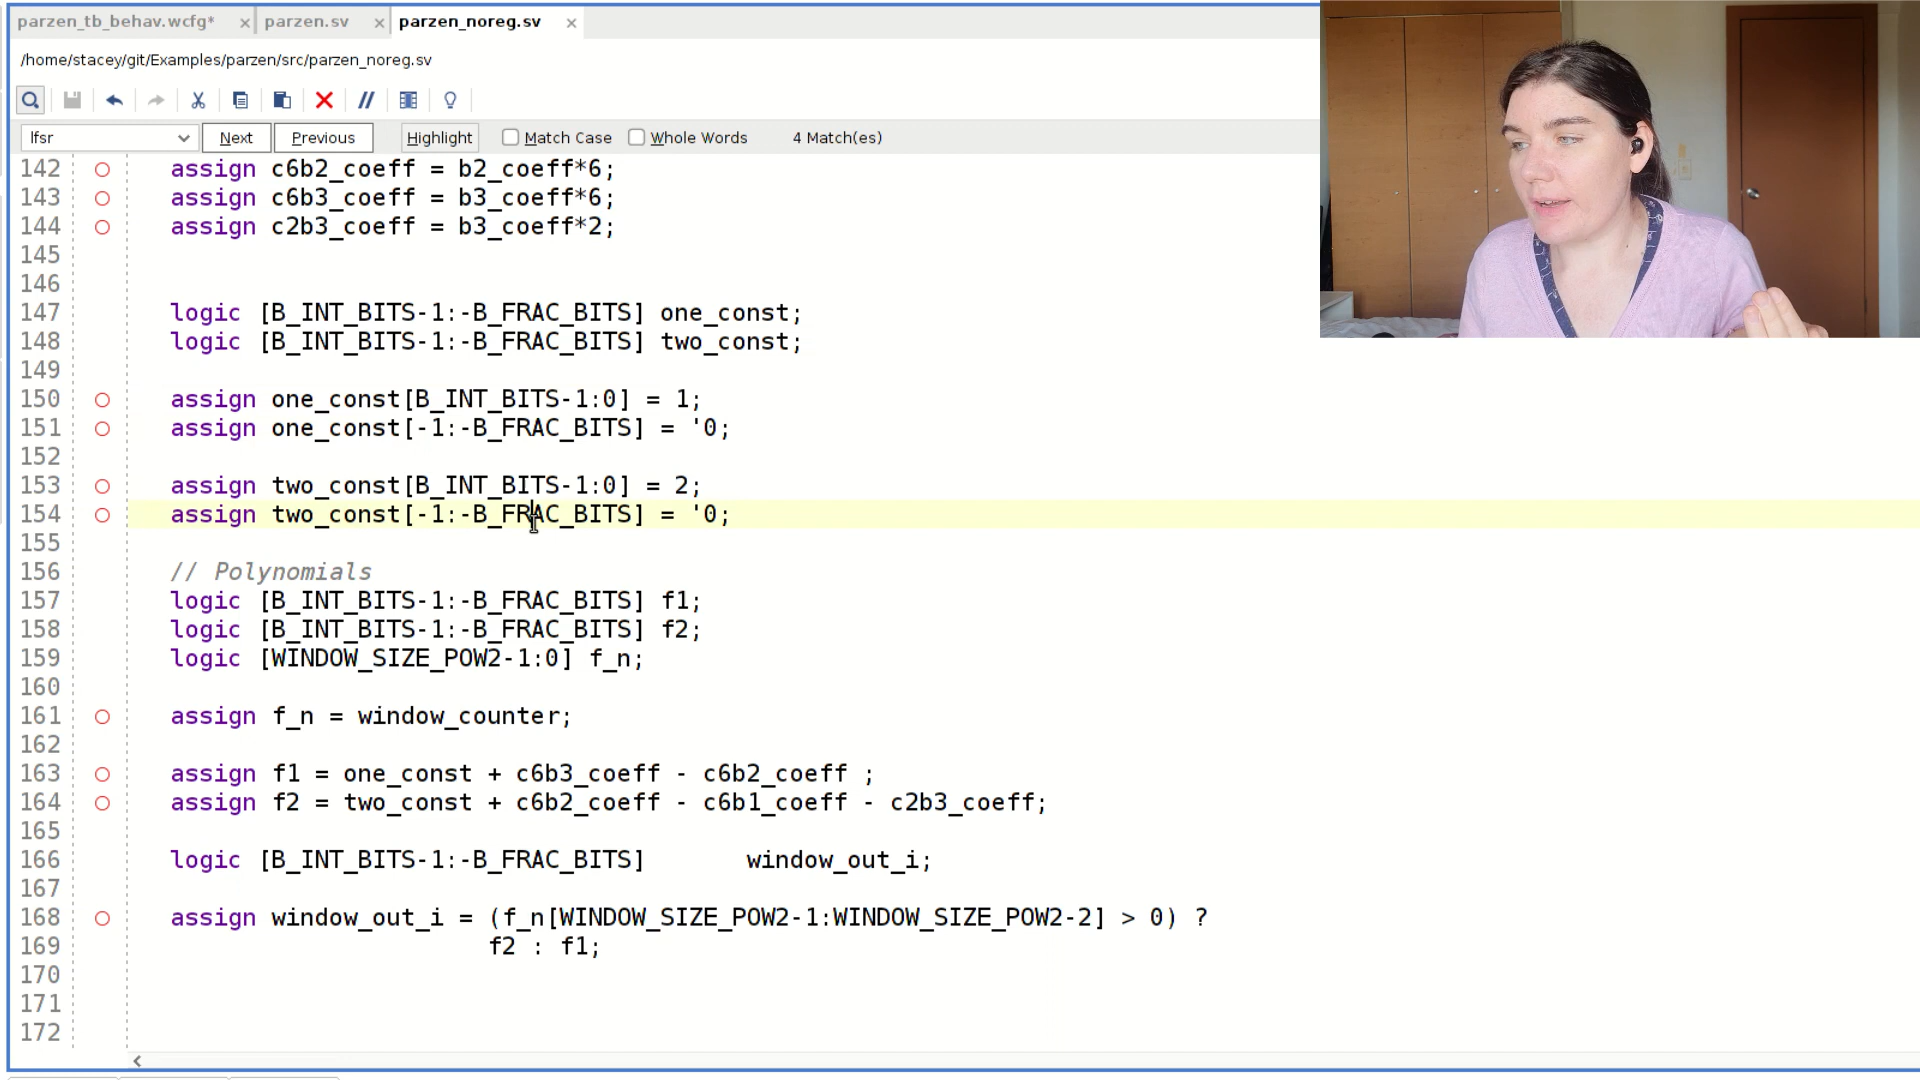 parzen_tb_behav.wcfg* × parzen.sv × parzen_noreg.sv ×
/home/stacey/git/Examples/parzen/src/parzen_noreg.sv
lfsr Next Previous Highlight Match Case Whole Words 4 Match(es)
142 assign c6b2_coeff = b2_coeff*6;
143 assign c6b3_coeff = b3_coeff*6;
144 assign c2b3_coeff = b3_coeff*2;
145
146
147 logic [B_INT_BITS-1:-B_FRAC_BITS] one_const;
148 logic [B_INT_BITS-1:-B_FRAC_BITS] two_const;
149
150 assign one_const[B_INT_BITS-1:0] = 1;
151 assign one_const[-1:-B_FRAC_BITS] = '0;
152
153 assign two_const[B_INT_BITS-1:0] = 2;
154 assign two_const[-1:-B_FRAC_BITS] = '0;
155
156 // Polynomials
157 logic [B_INT_BITS-1:-B_FRAC_BITS] f1;
158 logic [B_INT_BITS-1:-B_FRAC_BITS] f2;
159 logic [WINDOW_SIZE_POW2-1:0] f_n;
160
161 assign f_n = window_counter;
162
163 assign f1 = one_const + c6b3_coeff - c6b2_coeff ;
164 assign f2 = two_const + c6b2_coeff - c6b1_coeff - c2b3_coeff;
165
166 logic [B_INT_BITS-1:-B_FRAC_BITS] window_out_i;
167
168 assign window_out_i = (f_n[WINDOW_SIZE_POW2-1:WINDOW_SIZE_POW2-2] > 0) ?
169 f2 : f1;
170
171
172